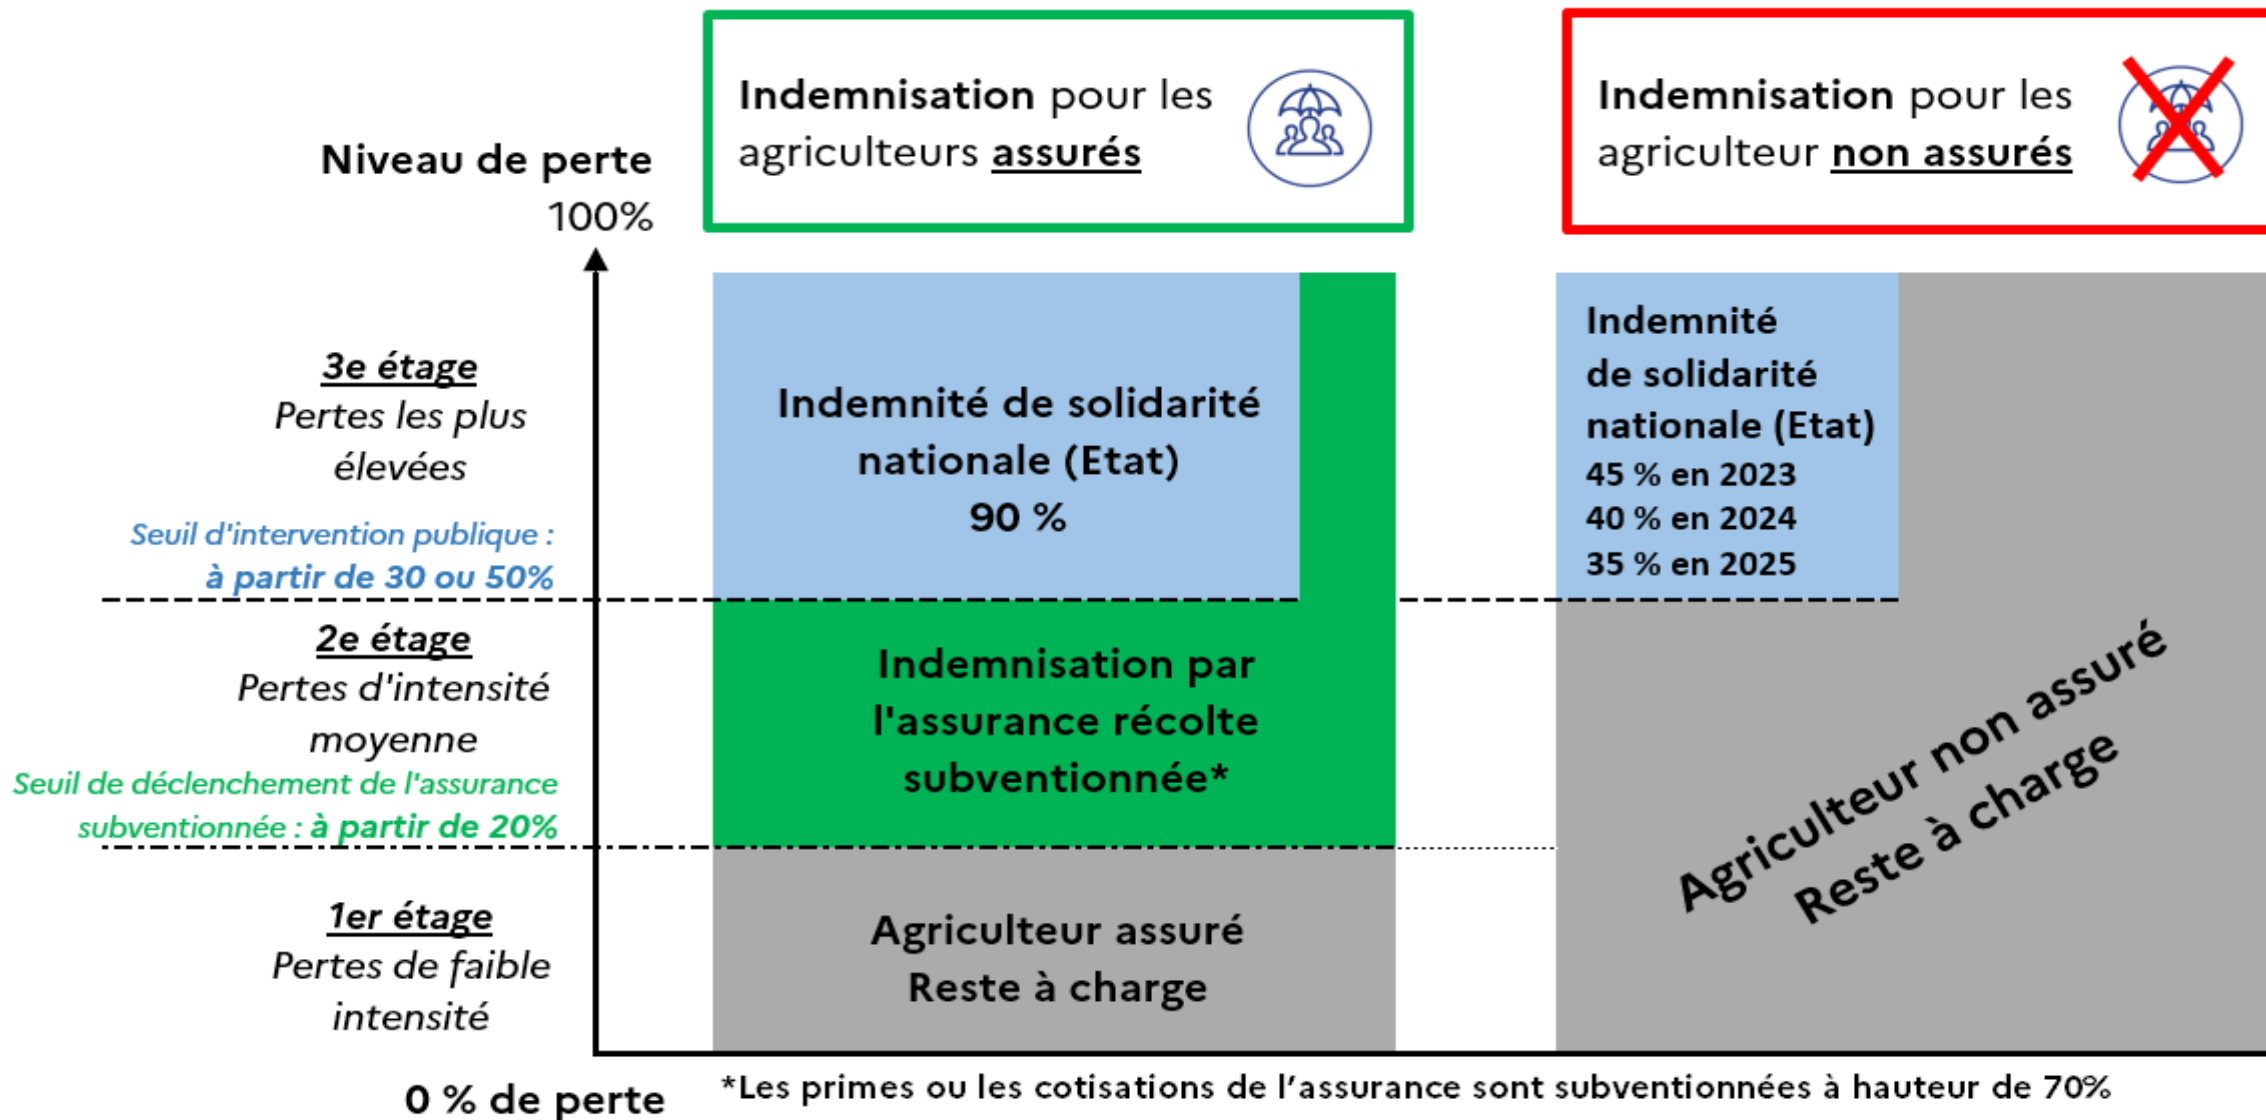 Indemnisation pour les
agriculteurs assurés
Indemnisation pour les
agriculteur non assurés
Niveau de perte
100%
3e étage
Pertes les plus
élevées
Seuil d'intervention publique :
à partir de 30 ou 50%
2e étage
Pertes d'intensité
moyenne
Seuil de déclenchement de l'assurance
subventionnée : à partir de 20%
1er étage
Pertes de faible
intensité
0 % de perte
Indemnité de solidarité
nationale (Etat)
90 %
Indemnisation par
l'assurance récolte
subventionnée*
Agriculteur assuré
Reste à charge
Indemnité
de solidarité
nationale (Etat)
45 % en 2023
40 % en 2024
35 % en 2025
Agriculteur non assuré
Reste à charge
*Les primes ou les cotisations de l’assurance sont subventionnées à hauteur de 70%